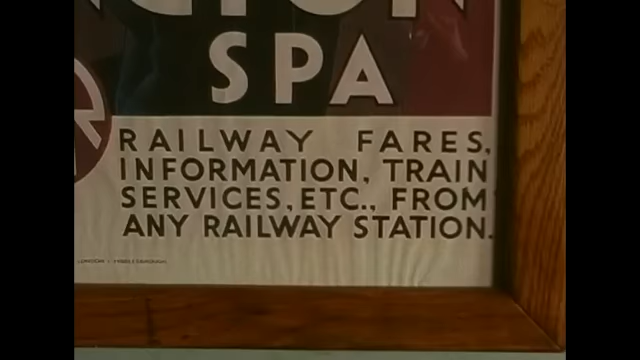 SPA
RAILWAY FARES,
INFORMATION, TRAIN
SERVICES, ETC., FROM
ANY RAILWAY STATION.